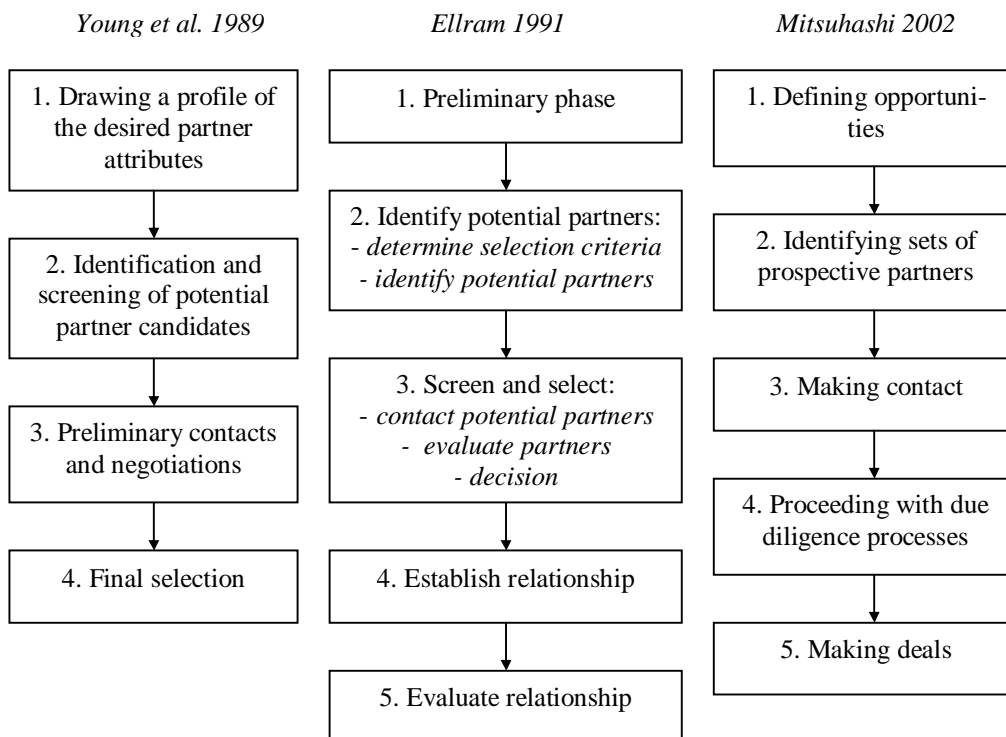 Young et al. 1989
1. Drawing a profile of
the desired partner
attributes
2. Identification and
screening of potential
partner candidates
3. Preliminary contacts
and negotiations
4. Final selection
Ellram 1991
1. Preliminary phase
2. Identify potential partners:
- determine selection criteria
- identify potential partners
3. Screen and select:
- contact potential partners
- evaluate partners
- decision
4. Establish relationship
5. Evaluate relationship
Mitsuhashi 2002
1. Defining opportuni-
ties
2. Identifying sets of
prospective partners
3. Making contact
4. Proceeding with due
diligence processes
5. Making deals